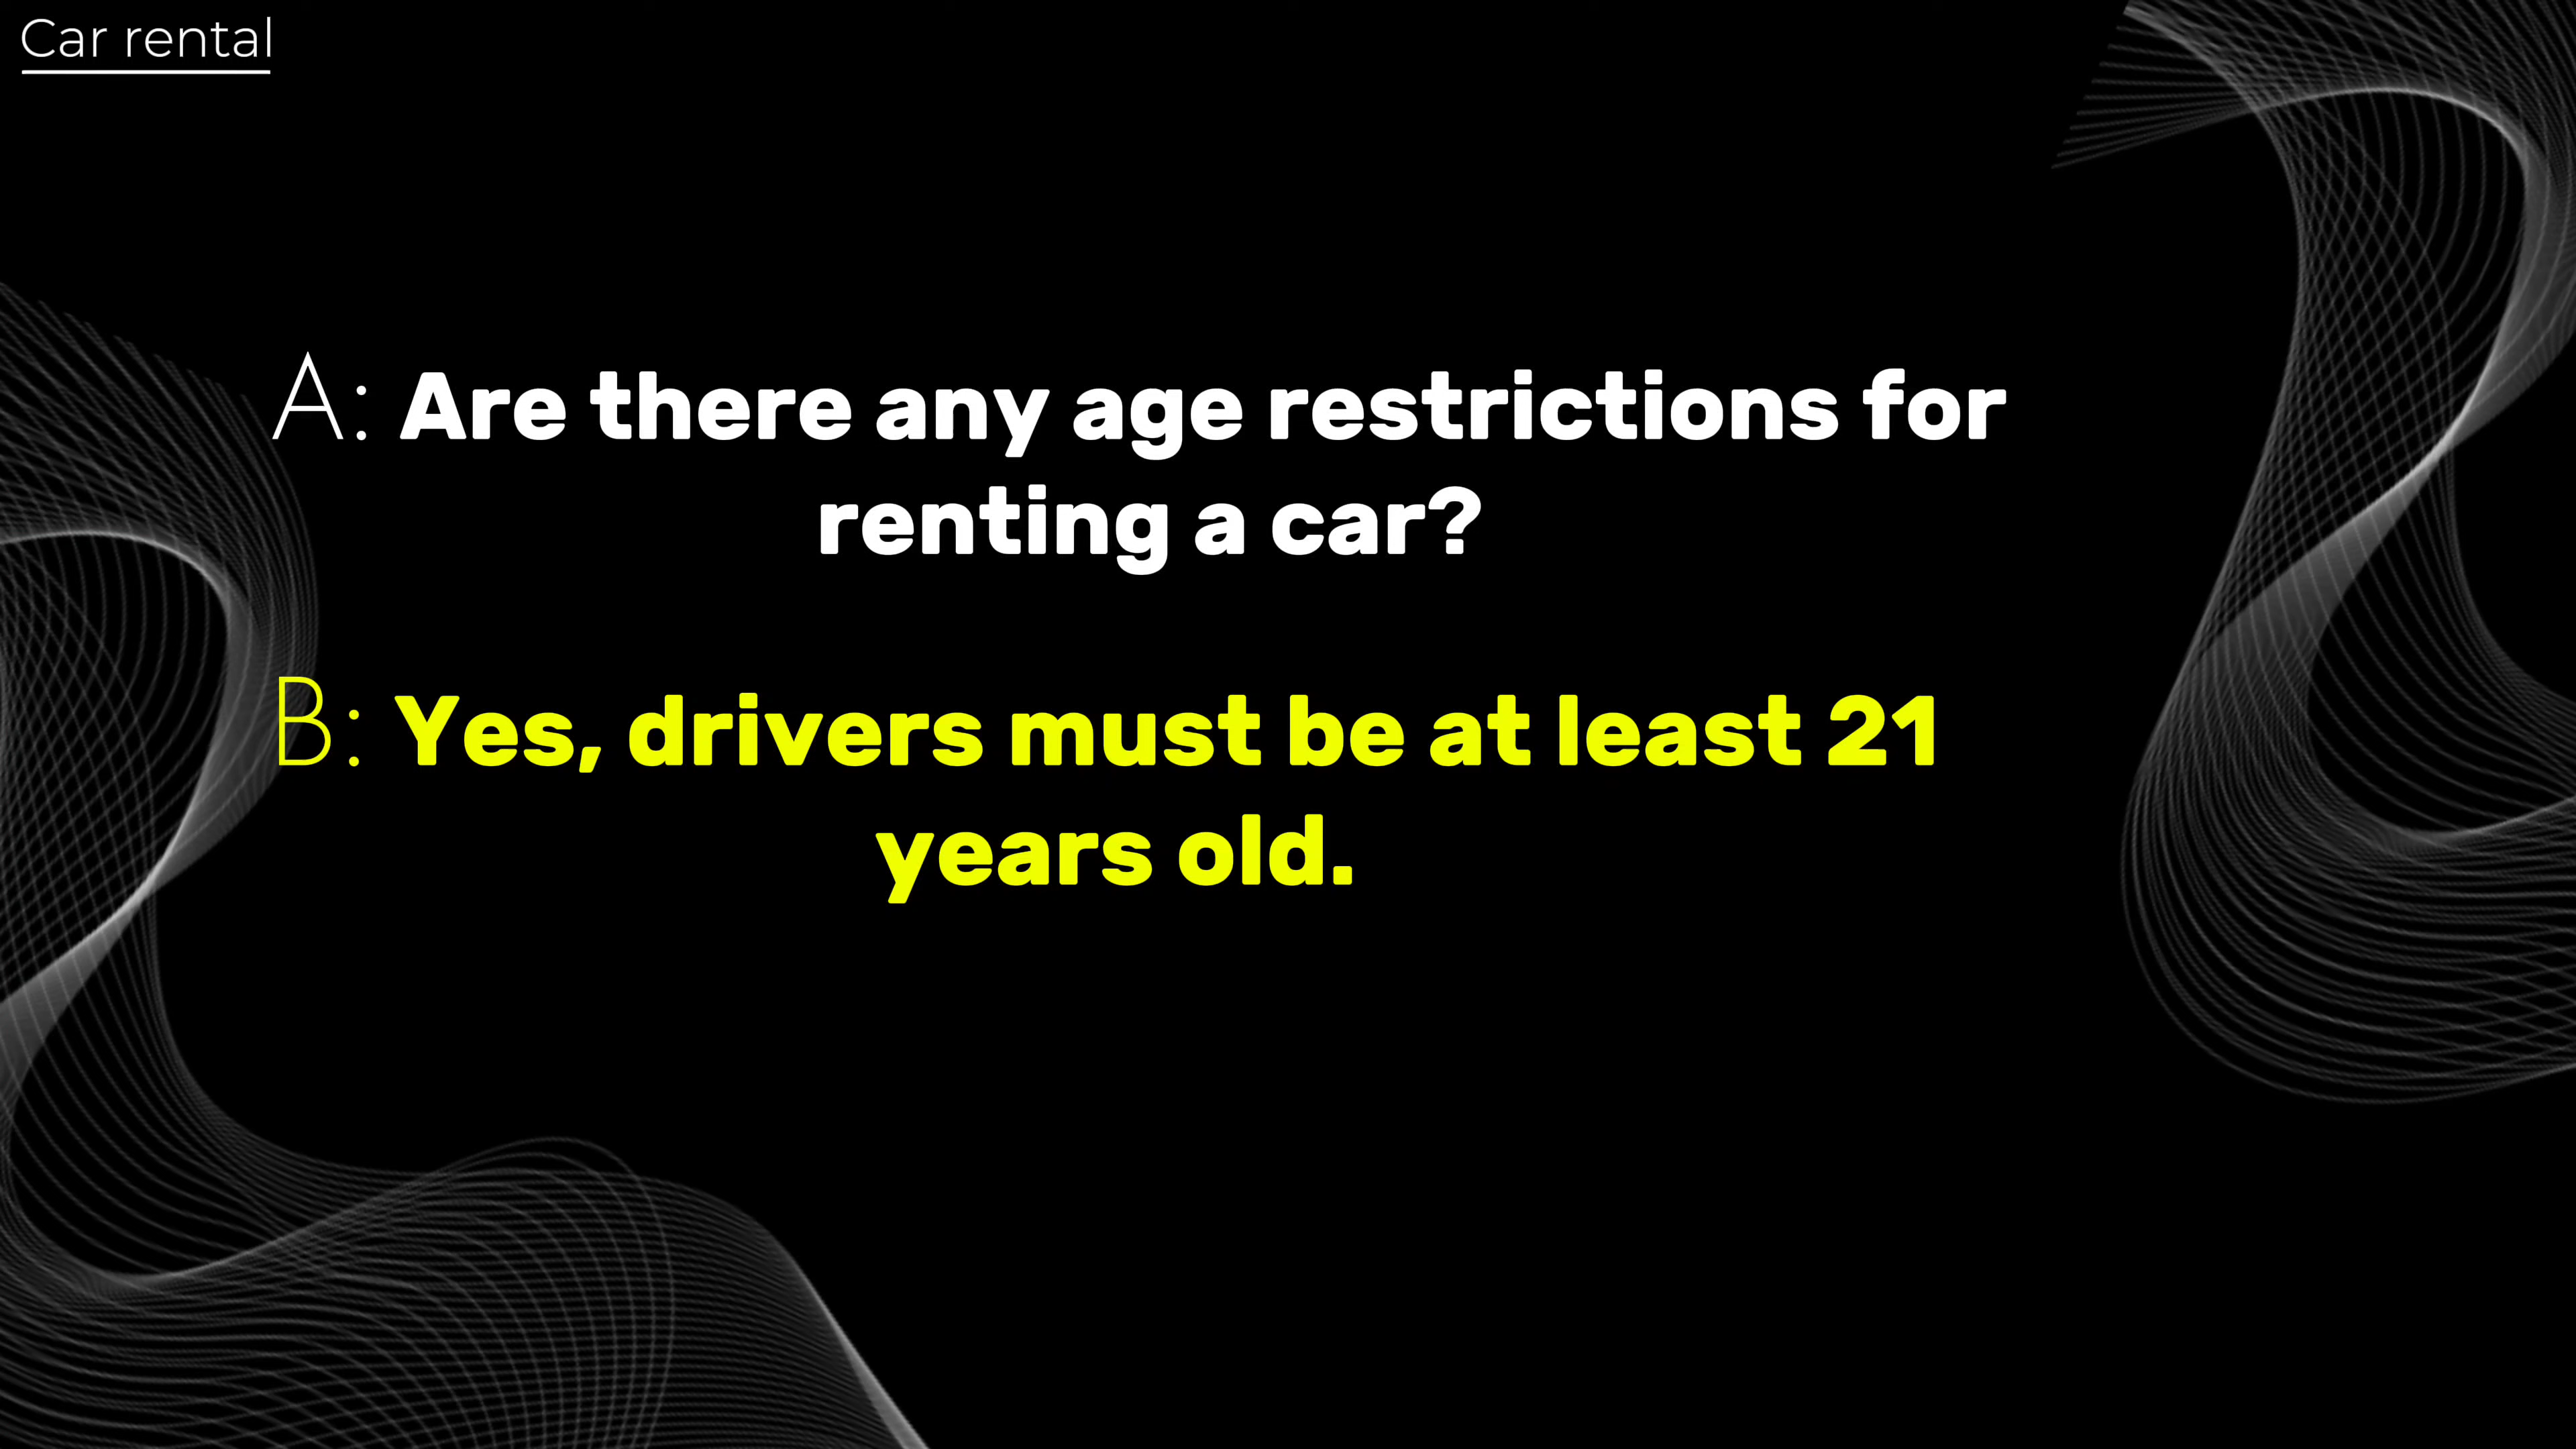 Car rental
A: Are there any age restrictions for
renting a car?
B: Yes, drivers must be at least 21
years old.